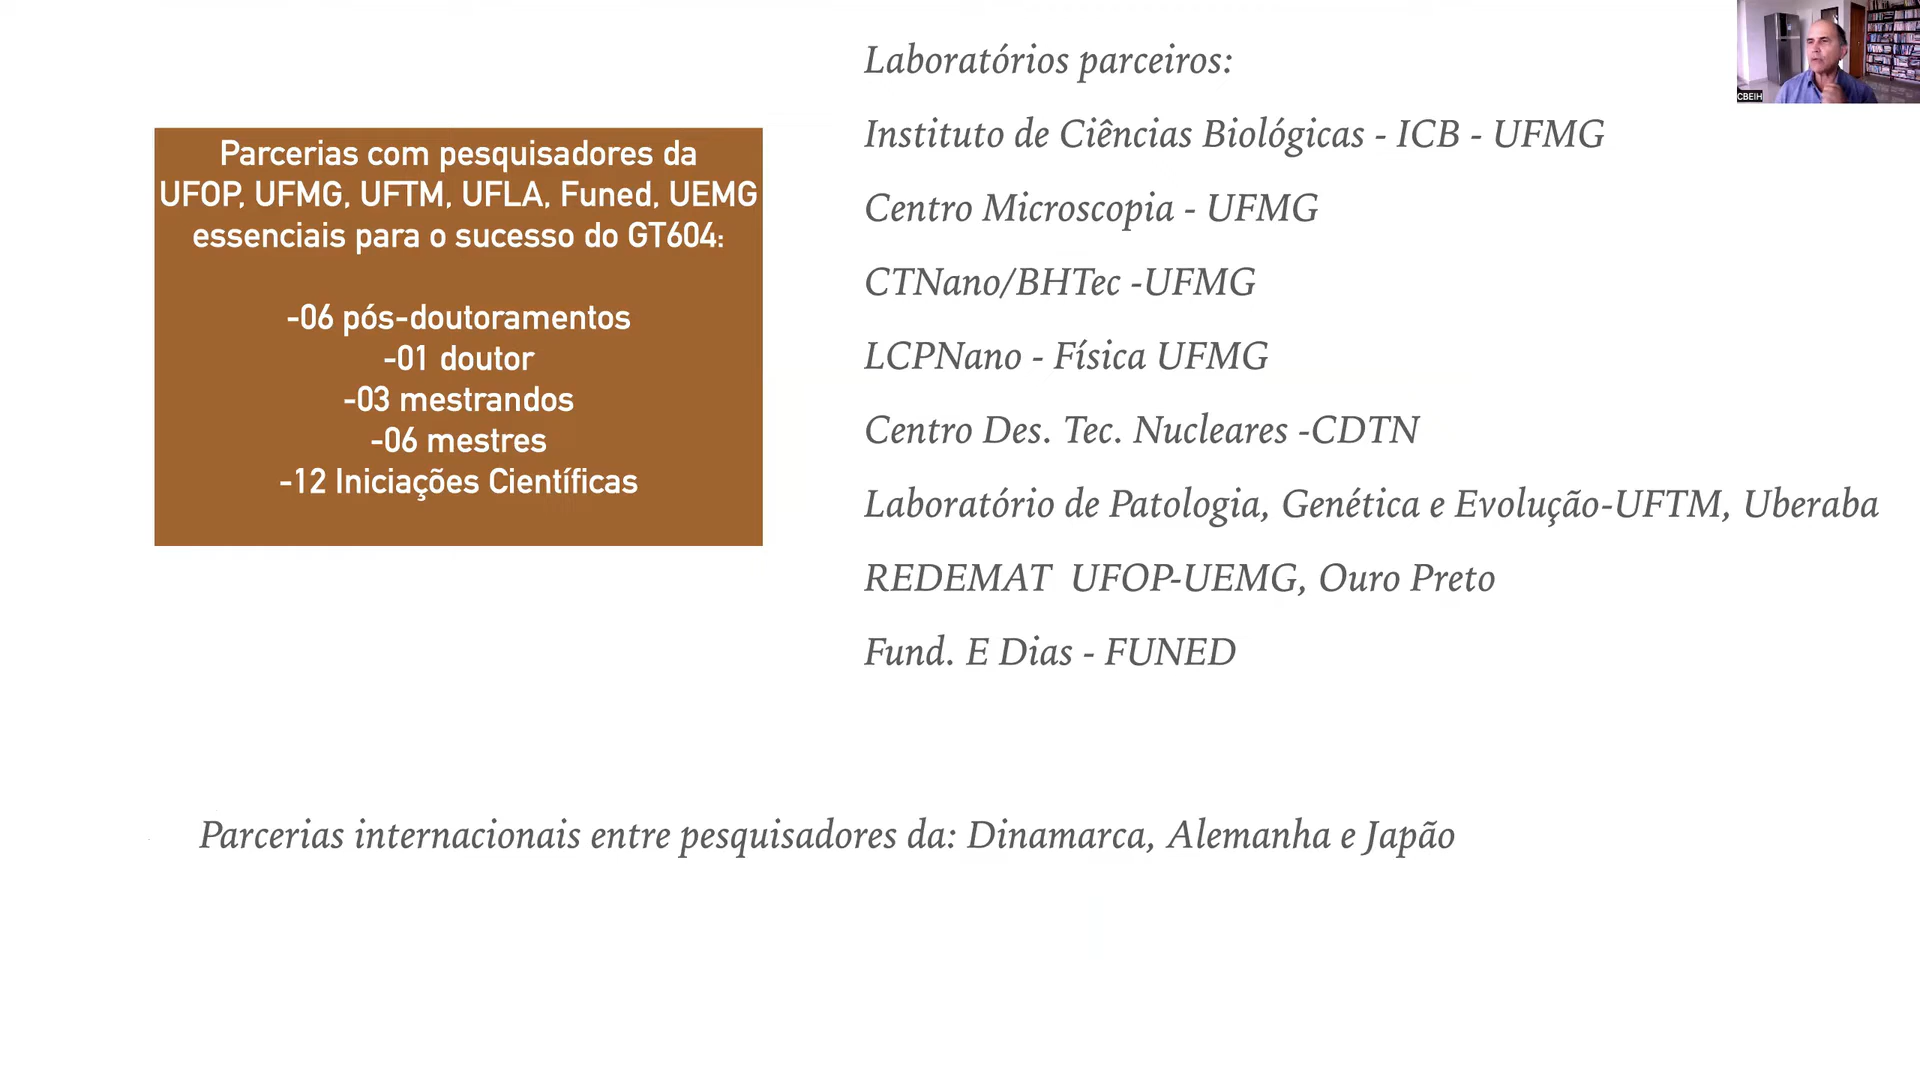 Parcerias com pesquisadores da
UFOP, UFMG, UFTM, UFLA, Funed, UEMG
essenciais para o sucesso do GT604:
-06 pós-doutoramentos
-01 doutor
-03 mestrandos
-06 mestres
-12 Iniciações Científicas
Laboratórios parceiros:
Instituto de Ciências Biológicas - ICB - UFMG
Centro Microscopia - UFMG
CTNano/BHTec -UFMG
LCPNano - Física UFMG
Centro Des. Tec. Nucleares -CDTN
Laboratório de Patologia, Genética e Evolução-UFTM, Uberaba
REDEMAT  UFOP-UEMG, Ouro Preto
Fund. E Dias - FUNED
Parcerias internacionais entre pesquisadores da: Dinamarca, Alemanha e Japão
CBEIH